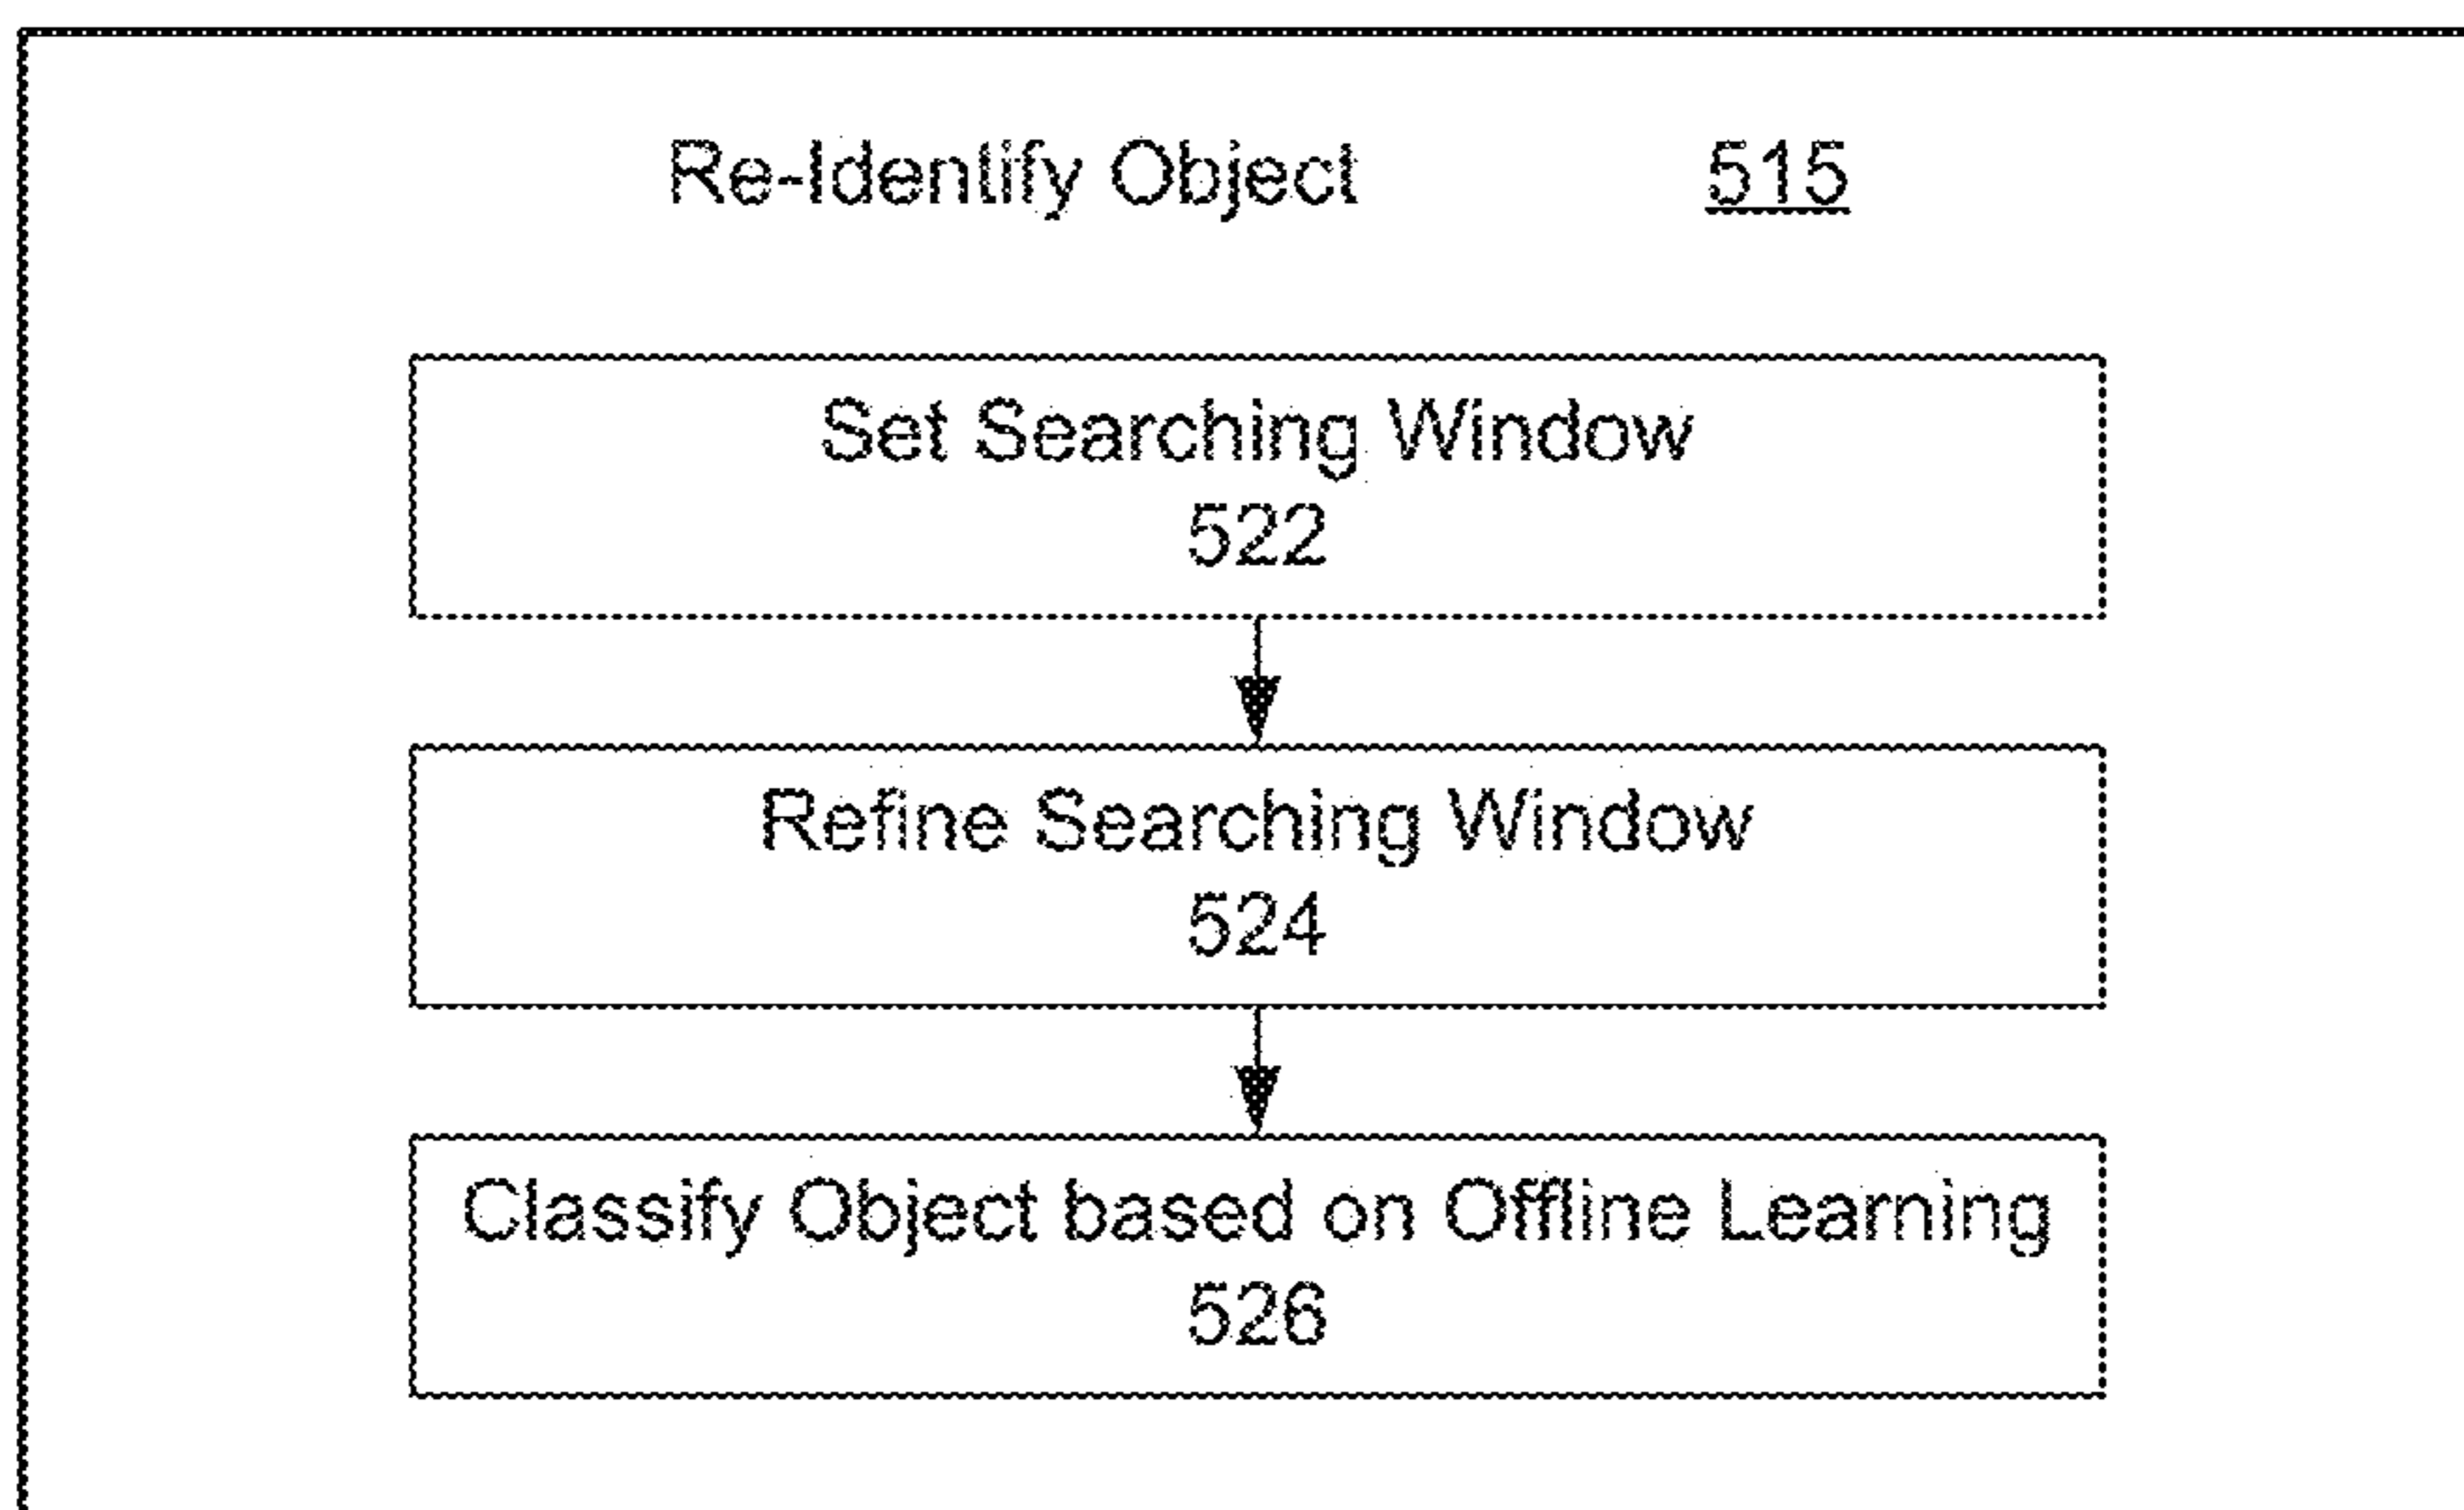 Re-Identify Object 515
Set Searching Window
522
Refine Searching Window
524
Classify Object based on Offline Learning
526